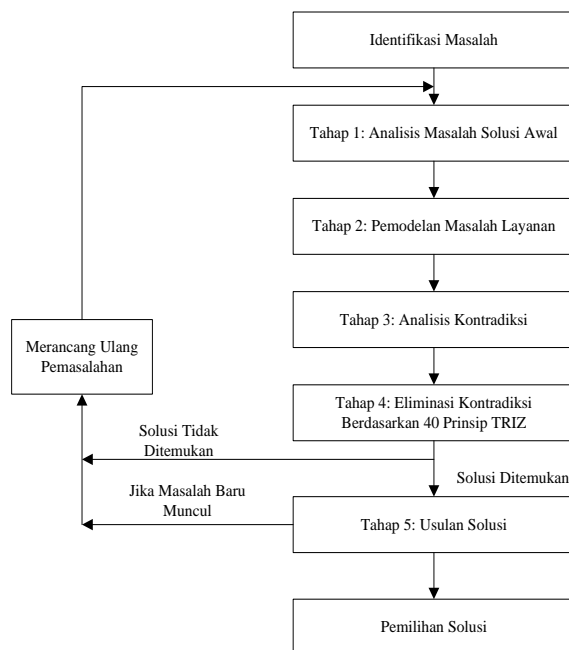 Identifikasi Masalah
Tahap 1: Analisis Masalah Solusi Awal
Tahap 2: Pemodelan Masalah Layanan
Tahap 3: Analisis Kontradiksi
Merancang Ulang
Pemasalahan
Tahap 4: Eliminasi Kontradiksi
Berdasarkan 40 Prinsip TRIZ
Solusi Tidak
Ditemukan
Solusi Ditemukan
Jika Masalah Baru
Muncul
Tahap 5: Usulan Solusi
Pemilihan Solusi